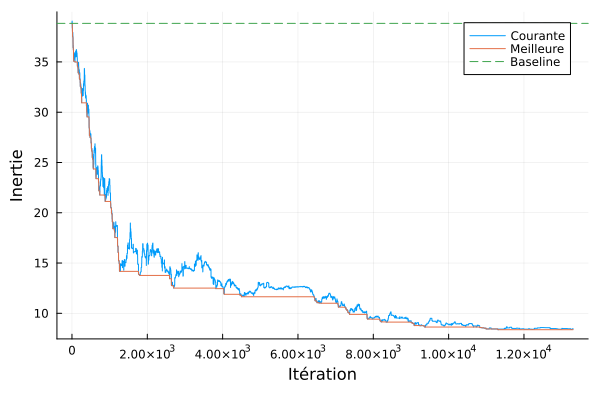 Inertie
35
30
25
20
15
10
0
2.00×10³
4.00×10³
6.00×10³
8.00×10³
1.00×10⁴
1.20×10⁴
Itération
Courante
Meilleure
Baseline